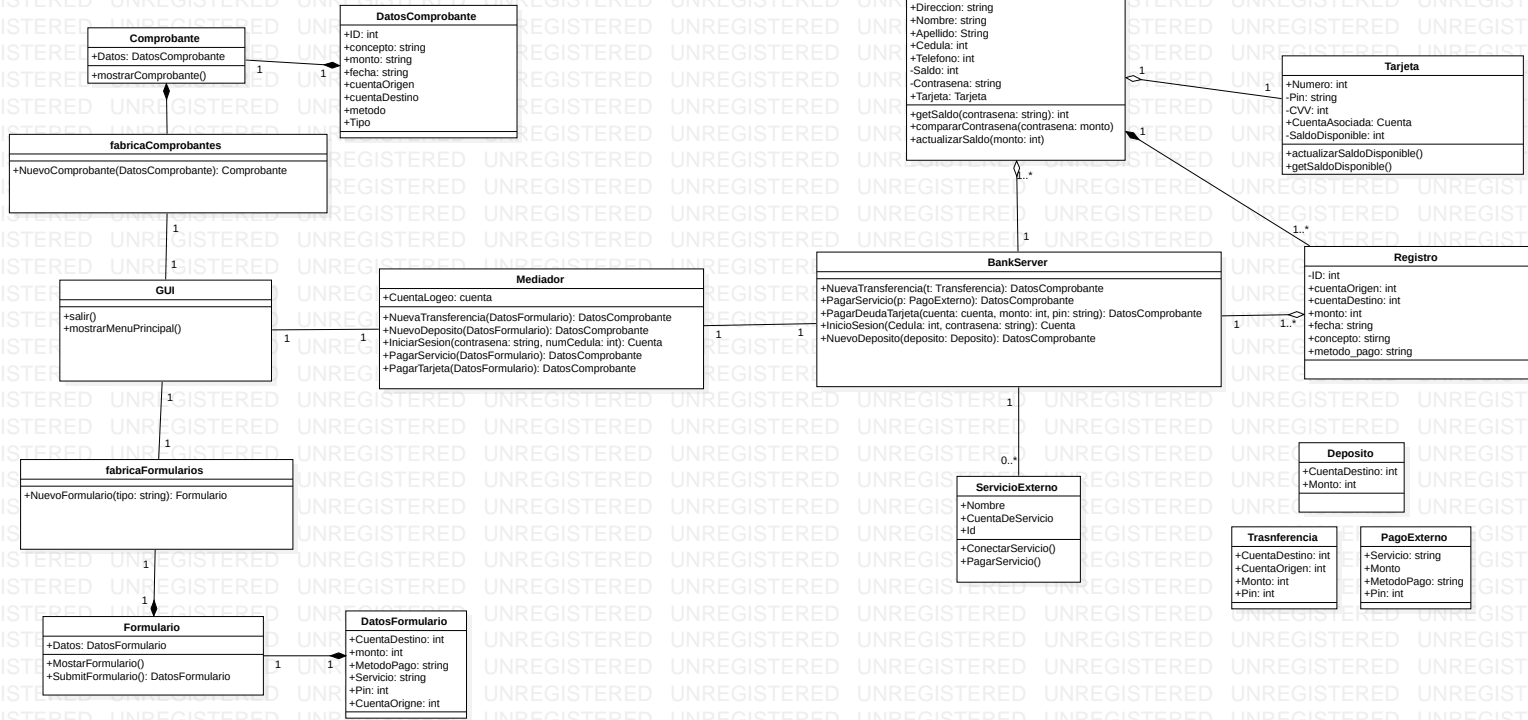 Comprobante
+Datos: DatosComprobante
+mostrarComprobante()
1
1
DatosComprobante
+ID: int
+concepto: string
+monto: string
+fecha: string
+cuentaOrigen
+cuentaDestino
+metodo
+Tipo
+Direccion: string
+Nombre: string
+Apellido: String
+Cedula: int
+Telefono: int
-Saldo: int
-Contrasena: string
+Tarjeta: Tarjeta
+getSaldo(contrasena: string): int
+compararContrasena(contrasena: monto)
+actualizarSaldo(monto: int)
1
1
Tarjeta
+Numero: int
-Pin: string
-CVV: int
+CuentaAsociada: Cuenta
-SaldoDisponible: int
+actualizarSaldoDisponible()
+getSaldoDisponible()
1
1..*
fabricaComprobantes
+NuevoComprobante(DatosComprobante): Comprobante
1
1
1..*
1
GUI
+salir()
+mostrarMenuPrincipal()
1
1
Mediador
+CuentaLogeo: cuenta
+NuevaTransferencia(DatosFormulario): DatosComprobante
+NuevoDeposito(DatosFormulario): DatosComprobante
+IniciarSesion(contrasena: string, numCedula: int): Cuenta
+PagarServicio(DatosFormulario): DatosComprobante
+PagarTarjeta(DatosFormulario): DatosComprobante
1
1
BankServer
+NuevaTransferencia(t: Transferencia): DatosComprobante
+PagarServicio(p: PagoExterno): DatosComprobante
+PagarDeudaTarjeta(cuenta: cuenta, monto: int, pin: string): DatosComprobante
+InicioSesion(Cedula: int, contrasena: string): Cuenta
+NuevoDeposito(deposito: Deposito): DatosComprobante
1
1..*
Registro
-ID: int
+cuentaOrigen: int
+cuentaDestino: int
+monto: int
+fecha: string
+concepto: stirng
+metodo_pago: string
1
1
1
0..*
fabricaFormularios
+NuevoFormulario(tipo: string): Formulario
1
1
ServicioExterno
+Nombre
+CuentaDeServicio
+Id
+ConectarServicio()
+PagarServicio()
Deposito
+CuentaDestino: int
+Monto: int
Trasnferencia
+CuentaDestino: int
+CuentaOrigen: int
+Monto: int
+Pin: int
PagoExterno
+Servicio: string
+Monto
+MetodoPago: string
+Pin: int
Formulario
+Datos: DatosFormulario
+MostarFormulario()
+SubmitFormulario(): DatosFormulario
1
1
DatosFormulario
+CuentaDestino: int
+monto: int
+MetodoPago: string
+Servicio: string
+Pin: int
+CuentaOrigne: int
UNREGISTERED